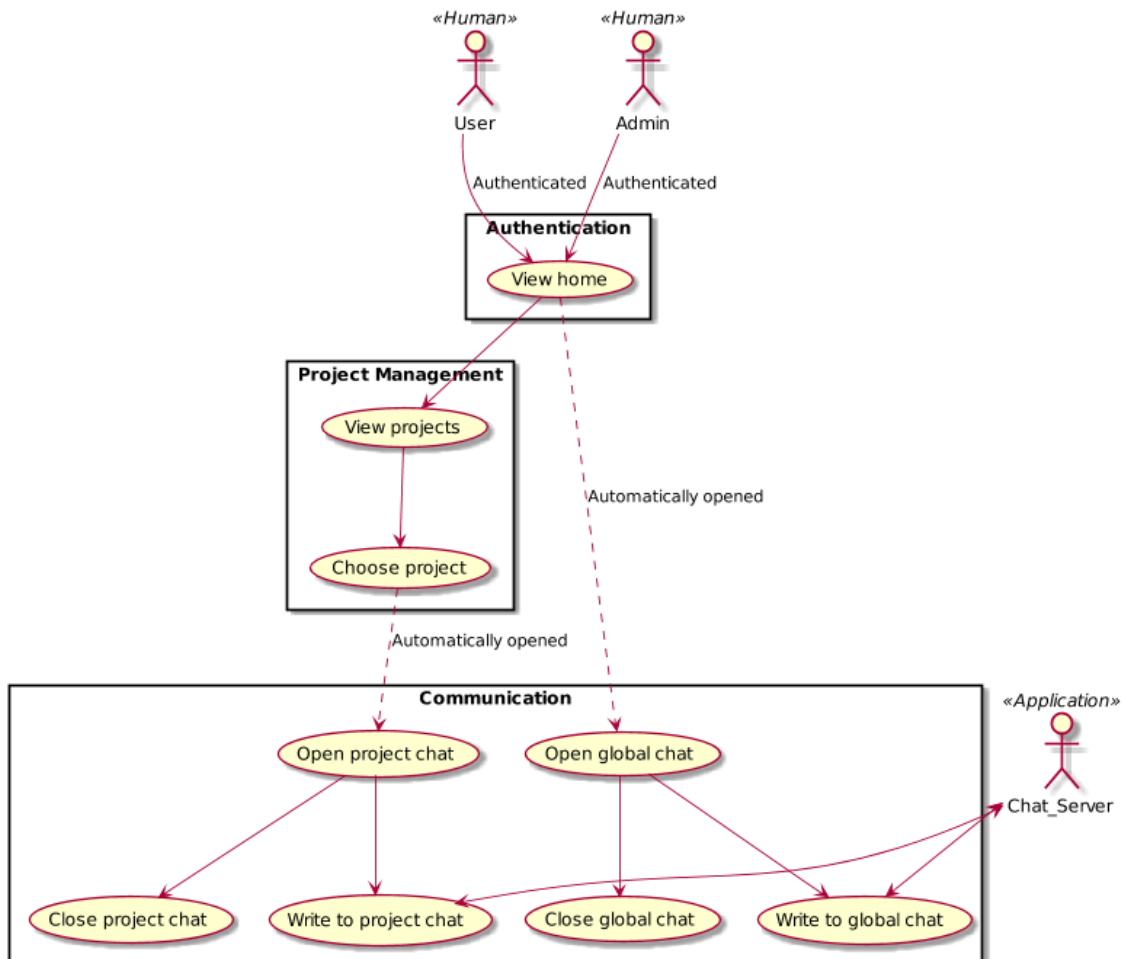 «Human»
«Human»
User
Admin
Authenticated
Authenticated
Authentication
View home
Project Management
View projects
Automatically opened
Choose project
Automatically opened
Communication
«Application»
Open project chat
Open global chat
Chat_Server
Close project chat
Write to project chat
Close global chat
Write to global chat